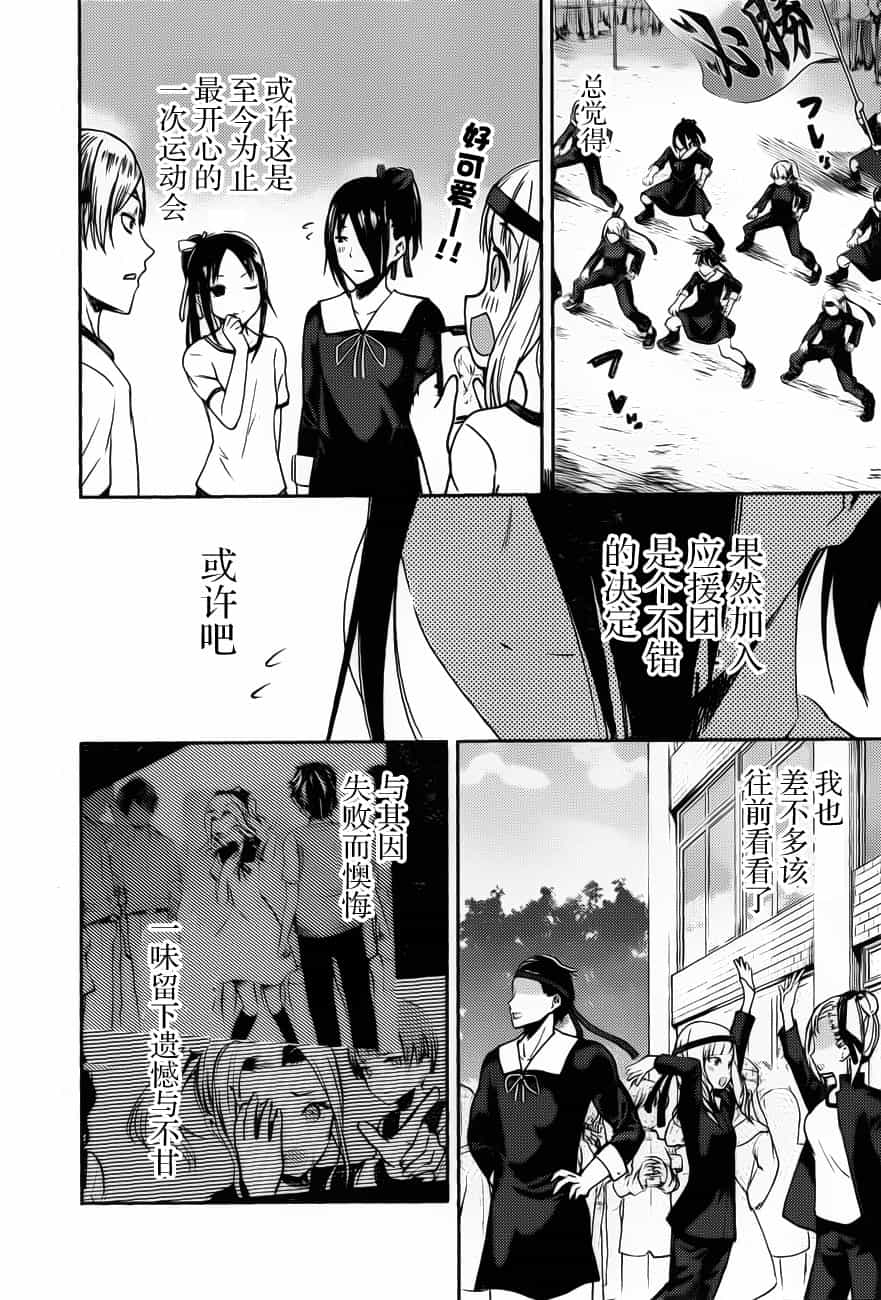 必勝
总觉得
フレ〃
フレ〃
好可爱ー!!
或许这是
至今为止
最开心的
一次运动会
果然加入
应援团
是个不错
的决定
或许吧
我也
差不多该
往前看看了
与其因
失败而懊悔
一味留下遗憾与不甘